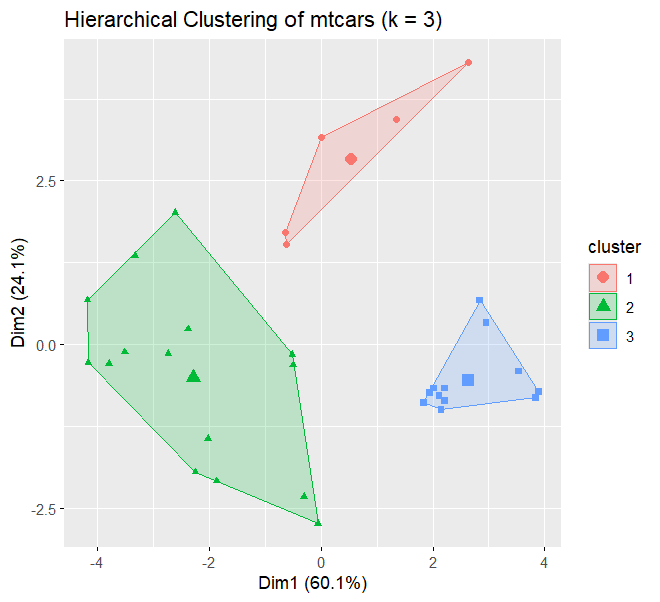 Hierarchical Clustering of mtcars (k = 3)
Dim2 (24.1%)
2.5
0.0
-2.5
-4
-2
0
2
4
Dim1 (60.1%)
cluster
1
2
3